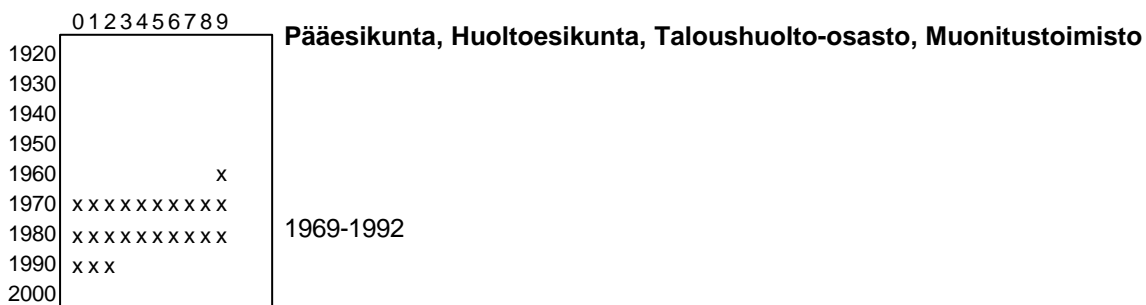 0123456789
Pääesikunta, Huoltoesikunta, Taloushuolto-osasto, Muonitustoimisto
1920
1930
1940
1950
1960 x
1970 xxxxxxxxxx
1980 xxxxxxxxxx 1969-1992
1990 xxx
2000